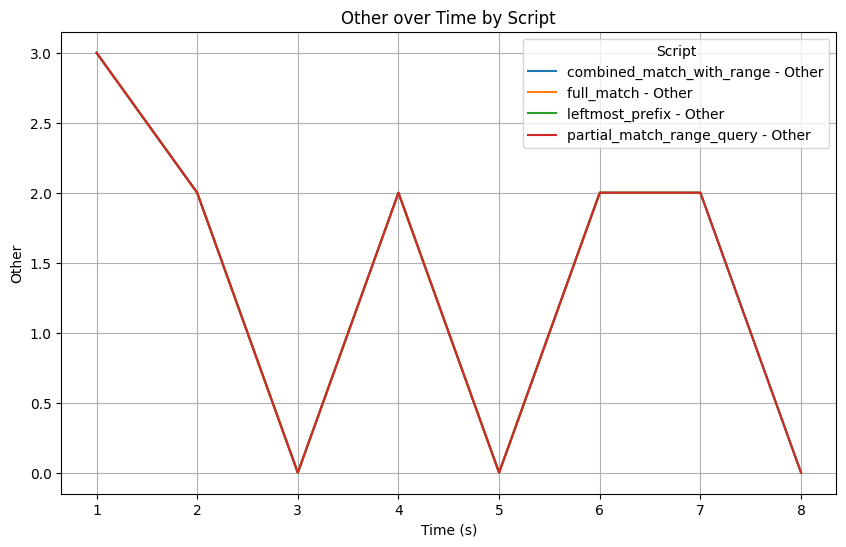 Other over Time by Script
Script
combined_match_with_range - Other
full_match - Other
leftmost_prefix - Other
partial_match_range_query - Other
3.0
2.5
2.0
1.5
1.0
0.5
0.0
Other
1 2 3 4 5 6 7 8
Time (s)